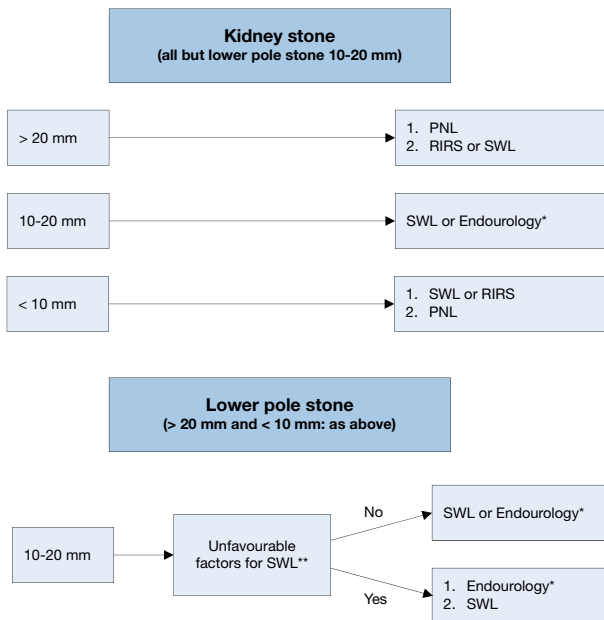 Kidney stone
(all but lower pole stone 10-20 mm)
> 20 mm
1. PNL
2. RIRS or SWL
10-20 mm
SWL or Endourology*
< 10 mm
1. SWL or RIRS
2. PNL
Lower pole stone
(> 20 mm and < 10 mm: as above)
No
SWL or Endourology*
10-20 mm
Unfavourable
factors for SWL**
Yes
1. Endourology*
2. SWL